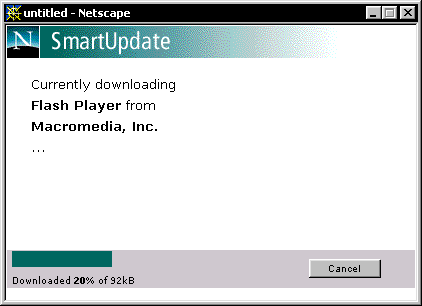 untitled - Netscape
N SmartUpdate
Currently downloading
Flash Player from
Macromedia, Inc.
...
Downloaded 20% of 92kB
Cancel